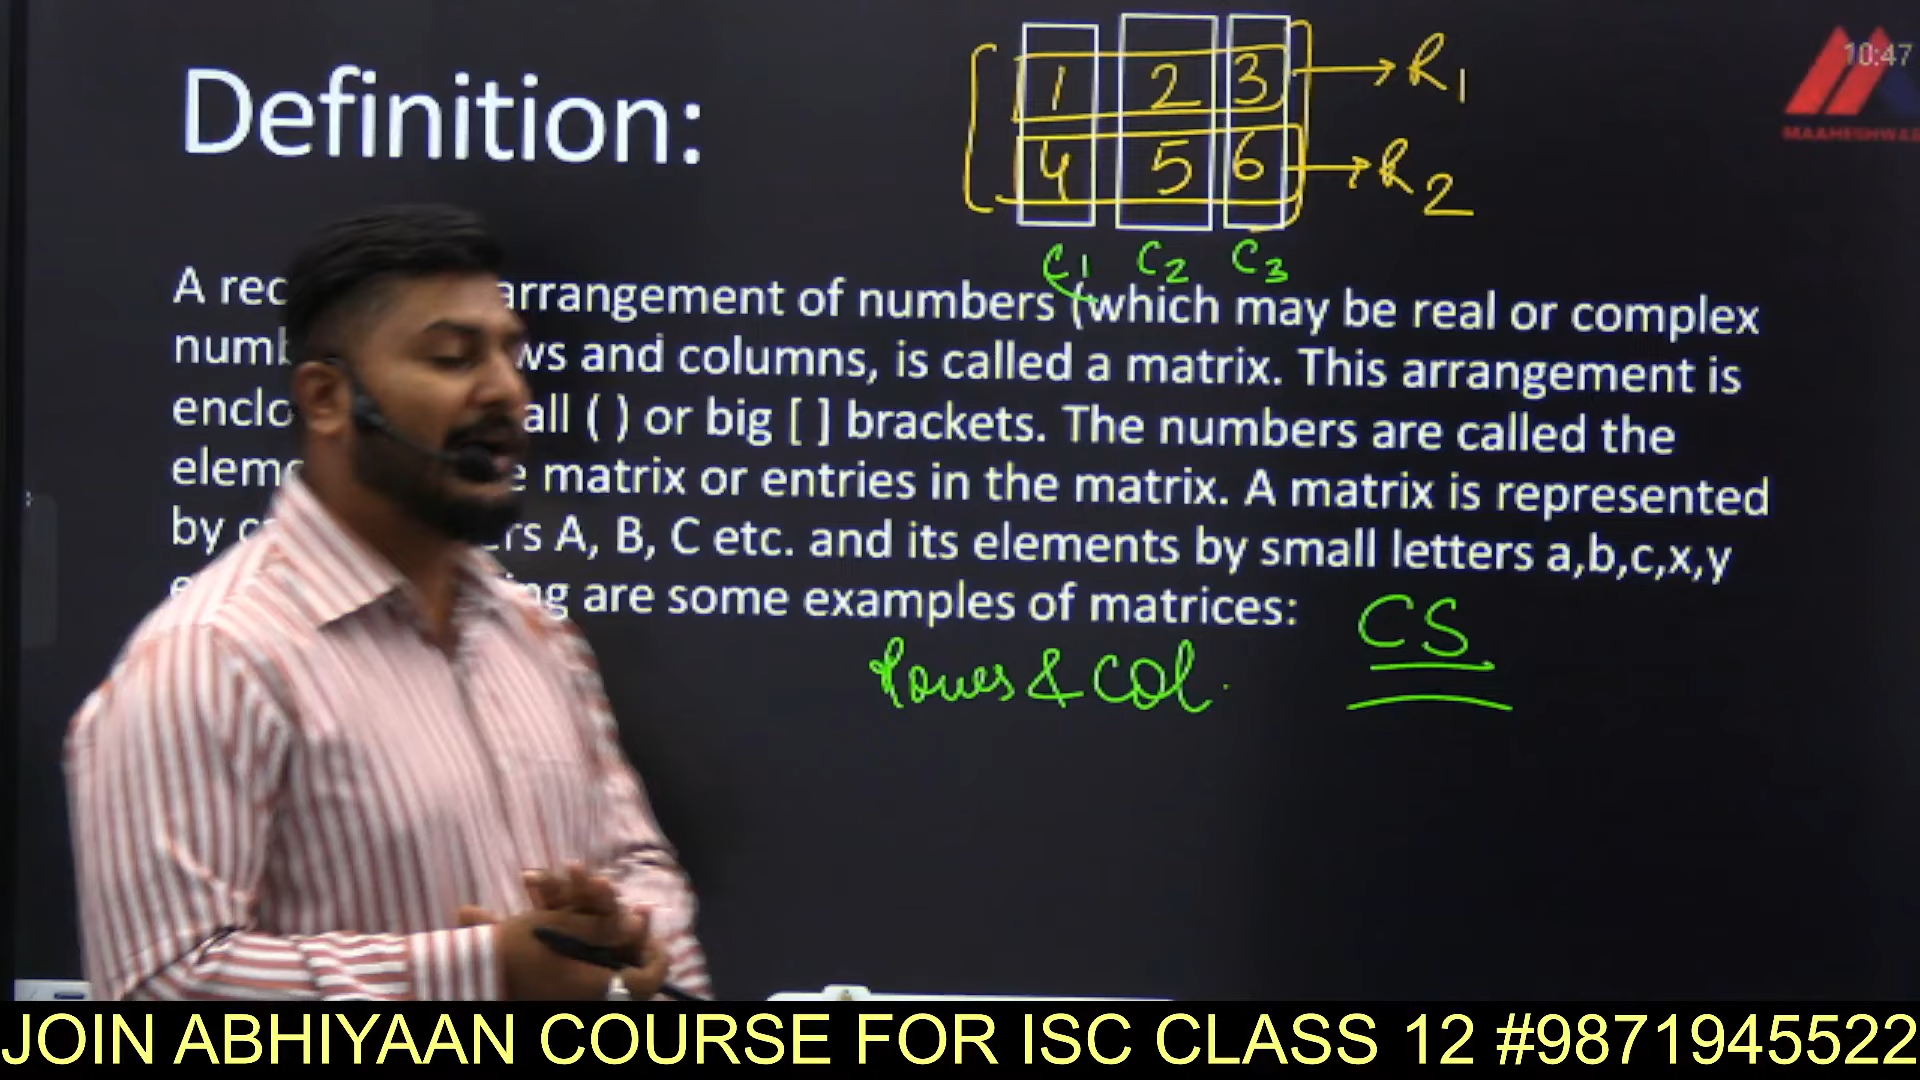 Definition:
1 2 3 → R1
4 5 6 → R2
C1 C2 C3
10:47
MAAHESHWAR
A rec arrangement of numbers (which may be real or complex
numb ws and columns, is called a matrix. This arrangement is
enclo all ( ) or big [ ] brackets. The numbers are called the
eleme e matrix or entries in the matrix. A matrix is represented
by c rs A, B, C etc. and its elements by small letters a,b,c,x,y
ng are some examples of matrices:
CS
Rows & Col.
JOIN ABHIYAAN COURSE FOR ISC CLASS 12 #9871945522